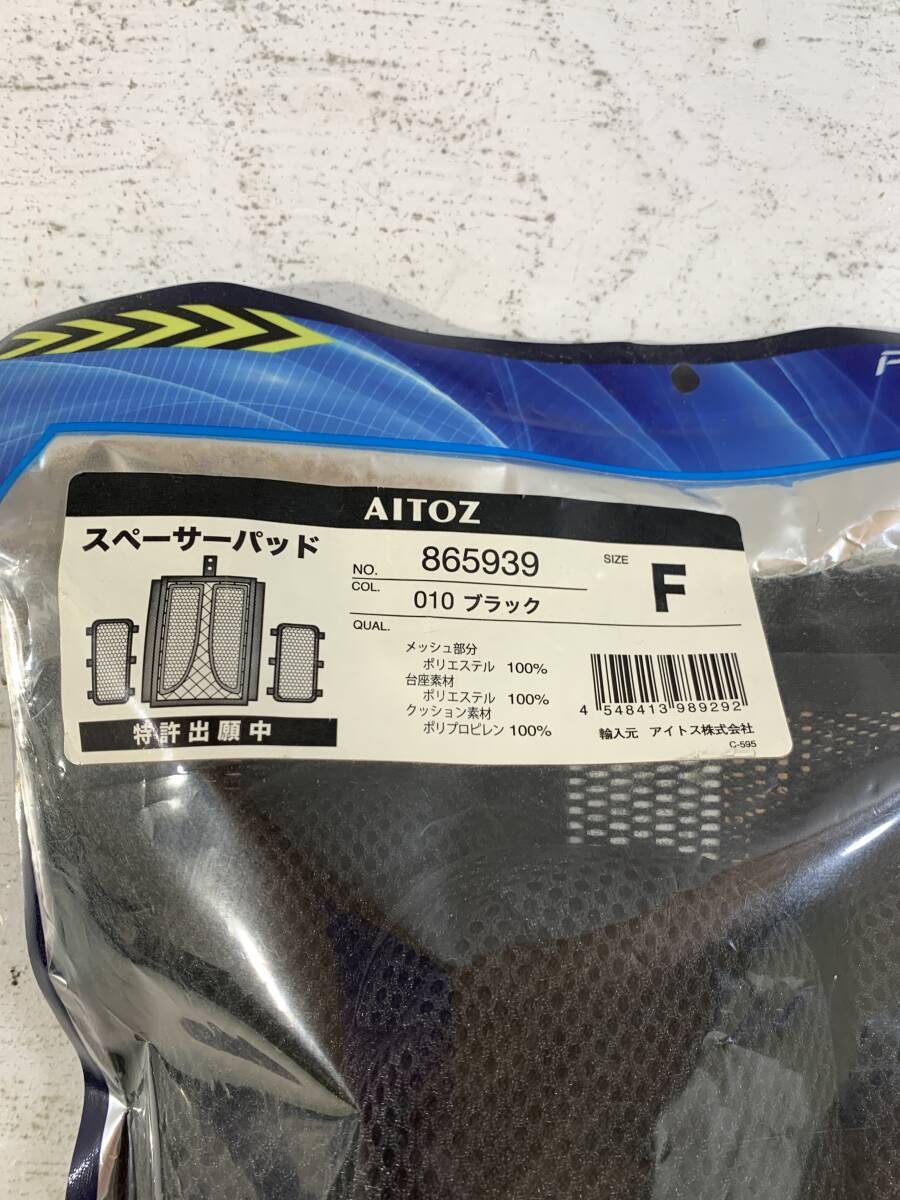 AITOZ
スペーサーパッド
特許出願中
NO. 865939
COL. 010 ブラック
SIZE F
QUAL.
メッシュ部分
ポリエステル 100%
台座素材
ポリエステル 100%
クッション素材
ポリプロピレン 100%
4 548413 989292
輸入元 アイトス株式会社
C-595